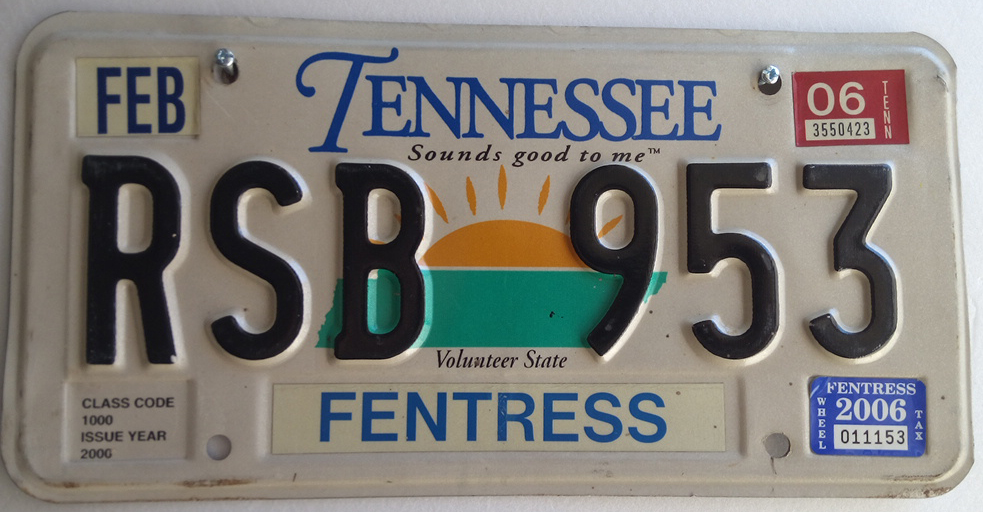 FEB
TENNESSEE
06
TENN
3550423
Sounds good to me™
RSB 953
Volunteer State
CLASS CODE
1000
ISSUE YEAR
2006
FENTRESS
FENTRESS
WHEEL
2006
TAX
011153